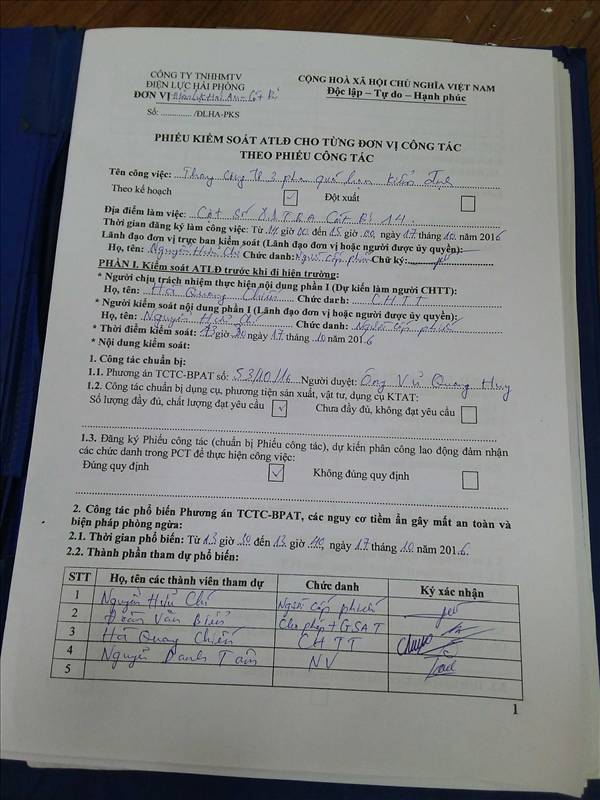 CÔNG TY TNHHMTV
ĐIỆN LỰC HẢI PHÒNG
ĐƠN VỊ
Số: ............ /ĐLHA-PKS
CỘNG HOÀ XÃ HỘI CHỦ NGHĨA VIỆT NAM
Độc lập – Tự do – Hạnh phúc
PHIẾU KIỂM SOÁT ATLĐ CHO TỪNG ĐƠN VỊ CÔNG TÁC
THEO PHIẾU CÔNG TÁC
Tên công việc: Thay công tơ 3 pha quá hạn kiểm định
Theo kế hoạch ✓ Đột xuất
Địa điểm làm việc: Cột số TBA Cát Bi 14
Thời gian đăng ký làm việc: Từ 14 giờ 00 đến 15 giờ 00, ngày 17 tháng 10. năm 2016
Lãnh đạo đơn vị trực ban kiểm soát (Lãnh đạo đơn vị hoặc người được ủy quyền):
Họ, tên: Nguyễn Hữu Chí Chức danh: Người cấp phiếu Chữ ký:
PHẦN I. Kiểm soát ATLĐ trước khi đi hiện trường:
* Người chịu trách nhiệm thực hiện nội dung phần I (Dự kiến làm người CHTT):
Họ, tên: Hà Quang Chiến Chức danh: CHTT
* Người kiểm soát nội dung phần I (Lãnh đạo đơn vị hoặc người được ủy quyền):
Họ, tên: Nguyễn Hữu Chí Chức danh: Người cấp phiếu
* Thời điểm kiểm soát: 13 giờ 30 ngày 17 tháng 10 năm 2016
* Nội dung kiểm soát:
1. Công tác chuẩn bị:
1.1. Phương án TCTC-BPAT số: 53/10/16 Người duyệt: Ông Vũ Quang Huy
1.2. Công tác chuẩn bị dụng cụ, phương tiện sản xuất, vật tư, dụng cụ KTAT:
Số lượng đầy đủ, chất lượng đạt yêu cầu ✓ Chưa đầy đủ, không đạt yêu cầu
1.3. Đăng ký Phiếu công tác (chuẩn bị Phiếu công tác), dự kiến phân công lao động đảm nhận
các chức danh trong PCT để thực hiện công việc:
Đúng quy định ✓ Không đúng quy định
2. Công tác phổ biến Phương án TCTC-BPAT, các nguy cơ tiềm ẩn gây mất an toàn và
biện pháp phòng ngừa:
2.1. Thời gian phổ biến: Từ 13 giờ 30 đến 13 giờ 40, ngày 17 tháng 10 năm 2016.
2.2. Thành phần tham dự phổ biến:
STT Họ, tên các thành viên tham dự Chức danh Ký xác nhận
1 Nguyễn Hữu Chí Người cấp phiếu
2 Đoàn Văn Biển Cho phép + GSAT
3 Hà Quang Chiến CHTT
4 Nguyễn Danh Tâm NV
5
1